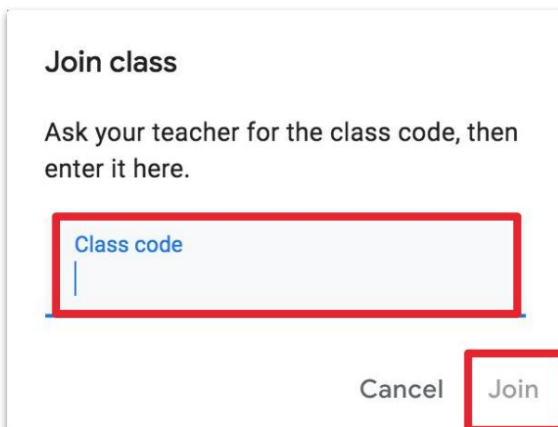 Join class
Ask your teacher for the class code, then
enter it here.
Class code
Cancel Join